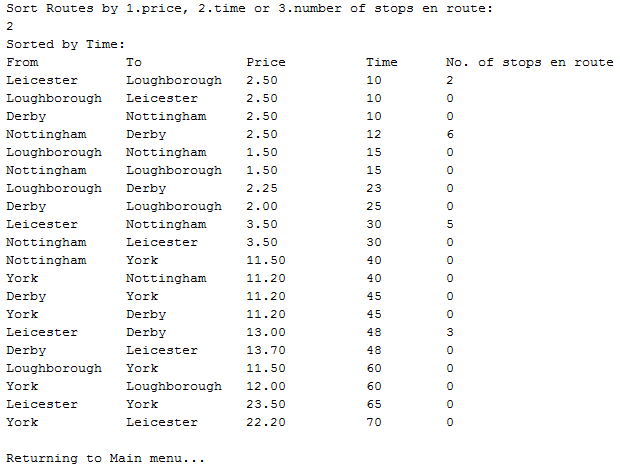 Sort Routes by 1.price, 2.time or 3.number of stops en route:
2
Sorted by Time:
From To Price Time No. of stops en route
Leicester Loughborough 2.50 10 2
Loughborough Leicester 2.50 10 0
Derby Nottingham 2.50 10 0
Nottingham Derby 2.50 12 6
Loughborough Nottingham 1.50 15 0
Nottingham Loughborough 1.50 15 0
Loughborough Derby 2.25 23 0
Derby Loughborough 2.00 25 0
Leicester Nottingham 3.50 30 5
Nottingham Leicester 3.50 30 0
Nottingham York 11.50 40 0
York Nottingham 11.20 40 0
Derby York 11.20 45 0
York Derby 11.20 45 0
Leicester Derby 13.00 48 3
Derby Leicester 13.70 48 0
Loughborough York 11.50 60 0
York Loughborough 12.00 60 0
Leicester York 23.50 65 0
York Leicester 22.20 70 0
Returning to Main menu...